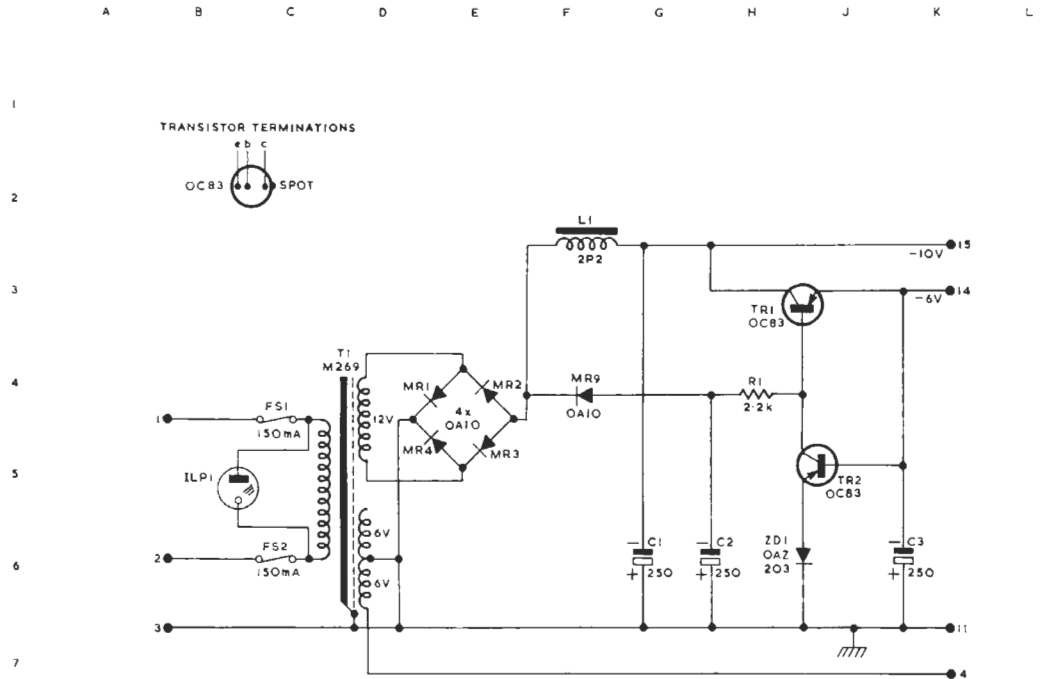 A B C D E F G H J K L
1
TRANSISTOR TERMINATIONS
e b c
OC83 SPOT
2
L1
2P2
15
-10V
3
14
-6V
TR1
OC83
T1
M269
4
MR1 MR2
MR9
R1
FS1
12V
4x
OA10
OA10
2·2k
1
150mA
MR4 MR3
ILP1
5
TR2
OC83
6V
FS2
C1
C2
ZD1
OAZ
203
C3
2
150mA
6V
6
250
250
250
3
11
7
4